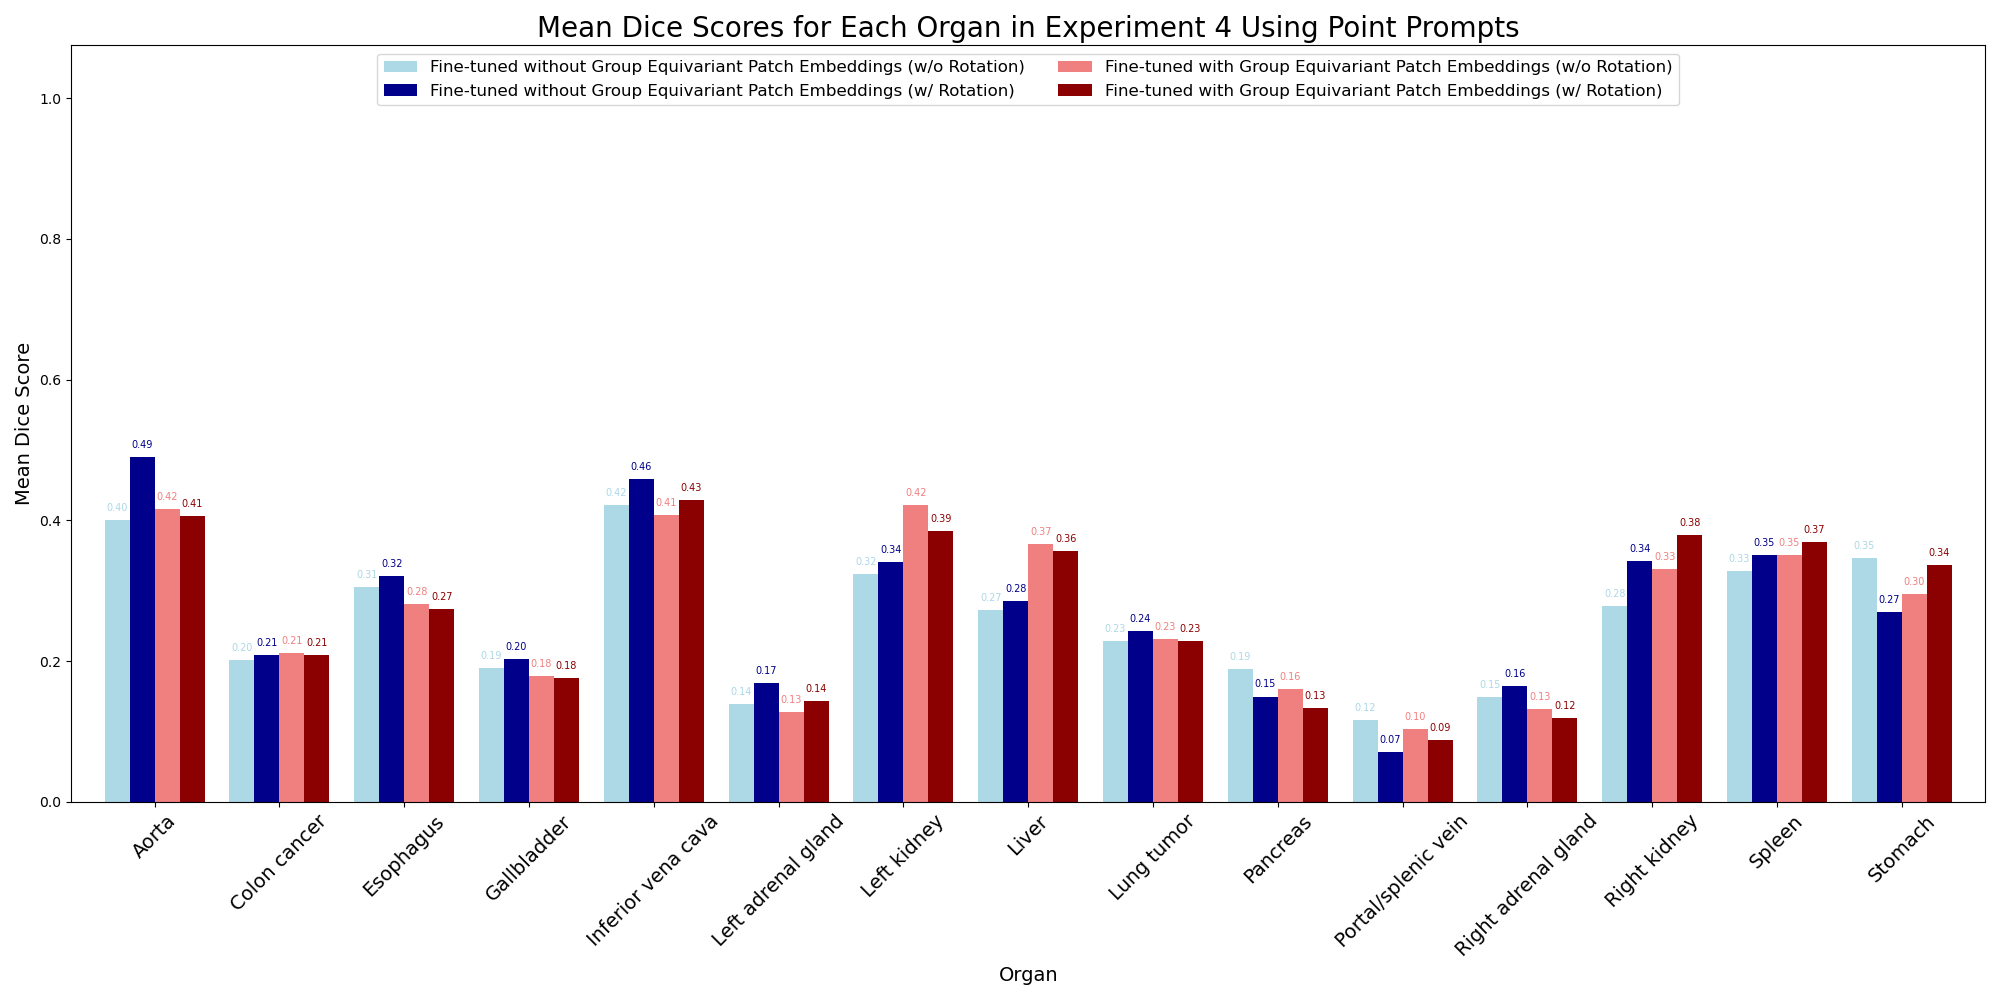 Mean Dice Scores for Each Organ in Experiment 4 Using Point Prompts
Fine-tuned without Group Equivariant Patch Embeddings (w/o Rotation)
Fine-tuned without Group Equivariant Patch Embeddings (w/ Rotation)
Fine-tuned with Group Equivariant Patch Embeddings (w/o Rotation)
Fine-tuned with Group Equivariant Patch Embeddings (w/ Rotation)
Mean Dice Score
1.0
0.8
0.6
0.4
0.2
0.0
0.40 0.49 0.42 0.41
0.20 0.21 0.21 0.21
0.31 0.32 0.28 0.27
0.19 0.20 0.18 0.18
0.42 0.46 0.41 0.43
0.14 0.17 0.13 0.14
0.32 0.34 0.42 0.39
0.27 0.28 0.37 0.36
0.23 0.24 0.23 0.23
0.19 0.15 0.16 0.13
0.12 0.07 0.10 0.09
0.15 0.16 0.13 0.12
0.28 0.34 0.33 0.38
0.33 0.35 0.35 0.37
0.35 0.27 0.30 0.34
Aorta
Colon cancer
Esophagus
Gallbladder
Inferior vena cava
Left adrenal gland
Left kidney
Liver
Lung tumor
Pancreas
Portal/splenic vein
Right adrenal gland
Right kidney
Spleen
Stomach
Organ